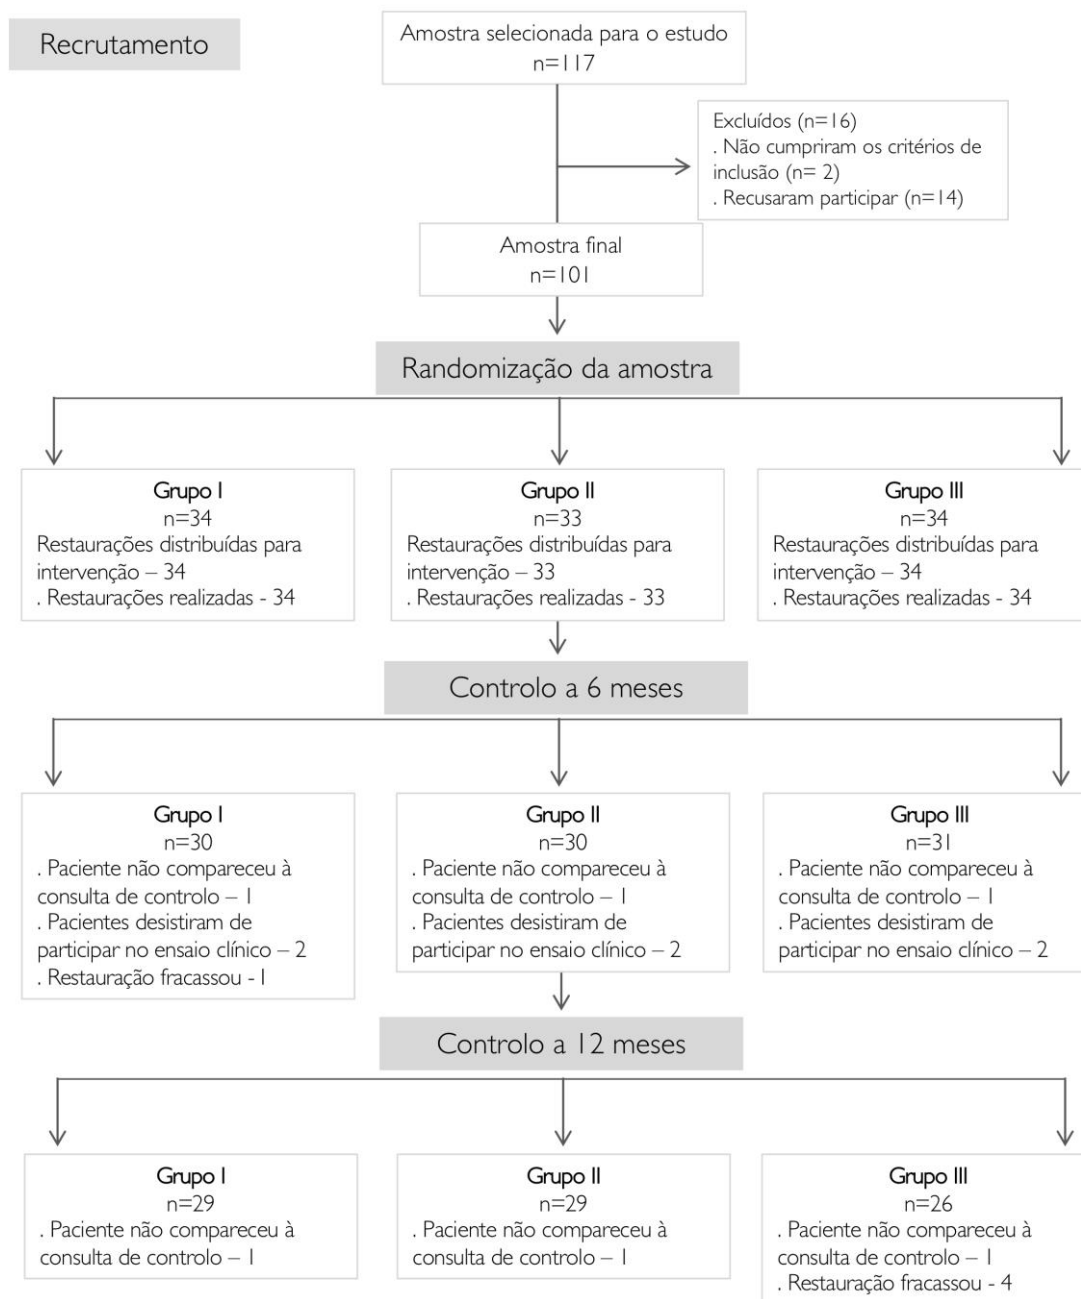 Recrutamento
Amostra selecionada para o estudo
n=117
Excluídos (n=16)
. Não cumpriram os critérios de
inclusão (n= 2)
. Recusaram participar (n=14)
Amostra final
n=101
Randomização da amostra
Grupo I
n=34
Restaurações distribuídas para
intervenção – 34
. Restaurações realizadas - 34
Grupo II
n=33
Restaurações distribuídas para
intervenção – 33
. Restaurações realizadas - 33
Grupo III
n=34
Restaurações distribuídas para
intervenção – 34
. Restaurações realizadas - 34
Controlo a 6 meses
Grupo I
n=30
. Paciente não compareceu à
consulta de controlo – 1
. Pacientes desistiram de
participar no ensaio clínico – 2
. Restauração fracassou - 1
Grupo II
n=30
. Paciente não compareceu à
consulta de controlo – 1
. Pacientes desistiram de
participar no ensaio clínico – 2
Grupo III
n=31
. Paciente não compareceu à
consulta de controlo – 1
. Pacientes desistiram de
participar no ensaio clínico – 2
Controlo a 12 meses
Grupo I
n=29
. Paciente não compareceu à
consulta de controlo – 1
Grupo II
n=29
. Paciente não compareceu à
consulta de controlo – 1
Grupo III
n=26
. Paciente não compareceu à
consulta de controlo – 1
. Restauração fracassou - 4